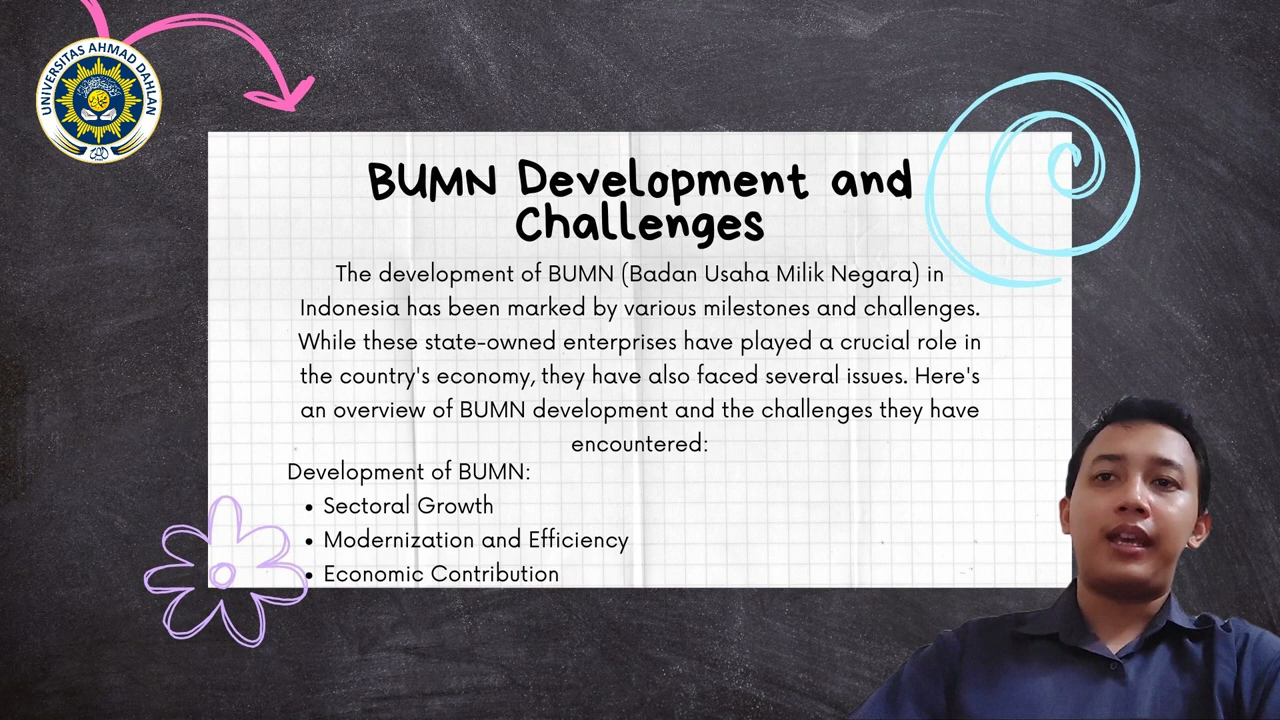 UNIVERSITAS AHMAD DAHLAN
BUMN Development and
Challenges
The development of BUMN (Badan Usaha Milik Negara) in
Indonesia has been marked by various milestones and challenges.
While these state-owned enterprises have played a crucial role in
the country's economy, they have also faced several issues. Here's
an overview of BUMN development and the challenges they have
encountered:
Development of BUMN:
• Sectoral Growth
• Modernization and Efficiency
• Economic Contribution